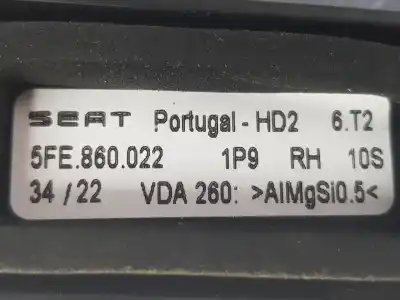 SEAT Portugal - HD2 6.T2
5FE.860.022 1P9 RH 10S
34 / 22 VDA 260: >AlMgSi0.5<